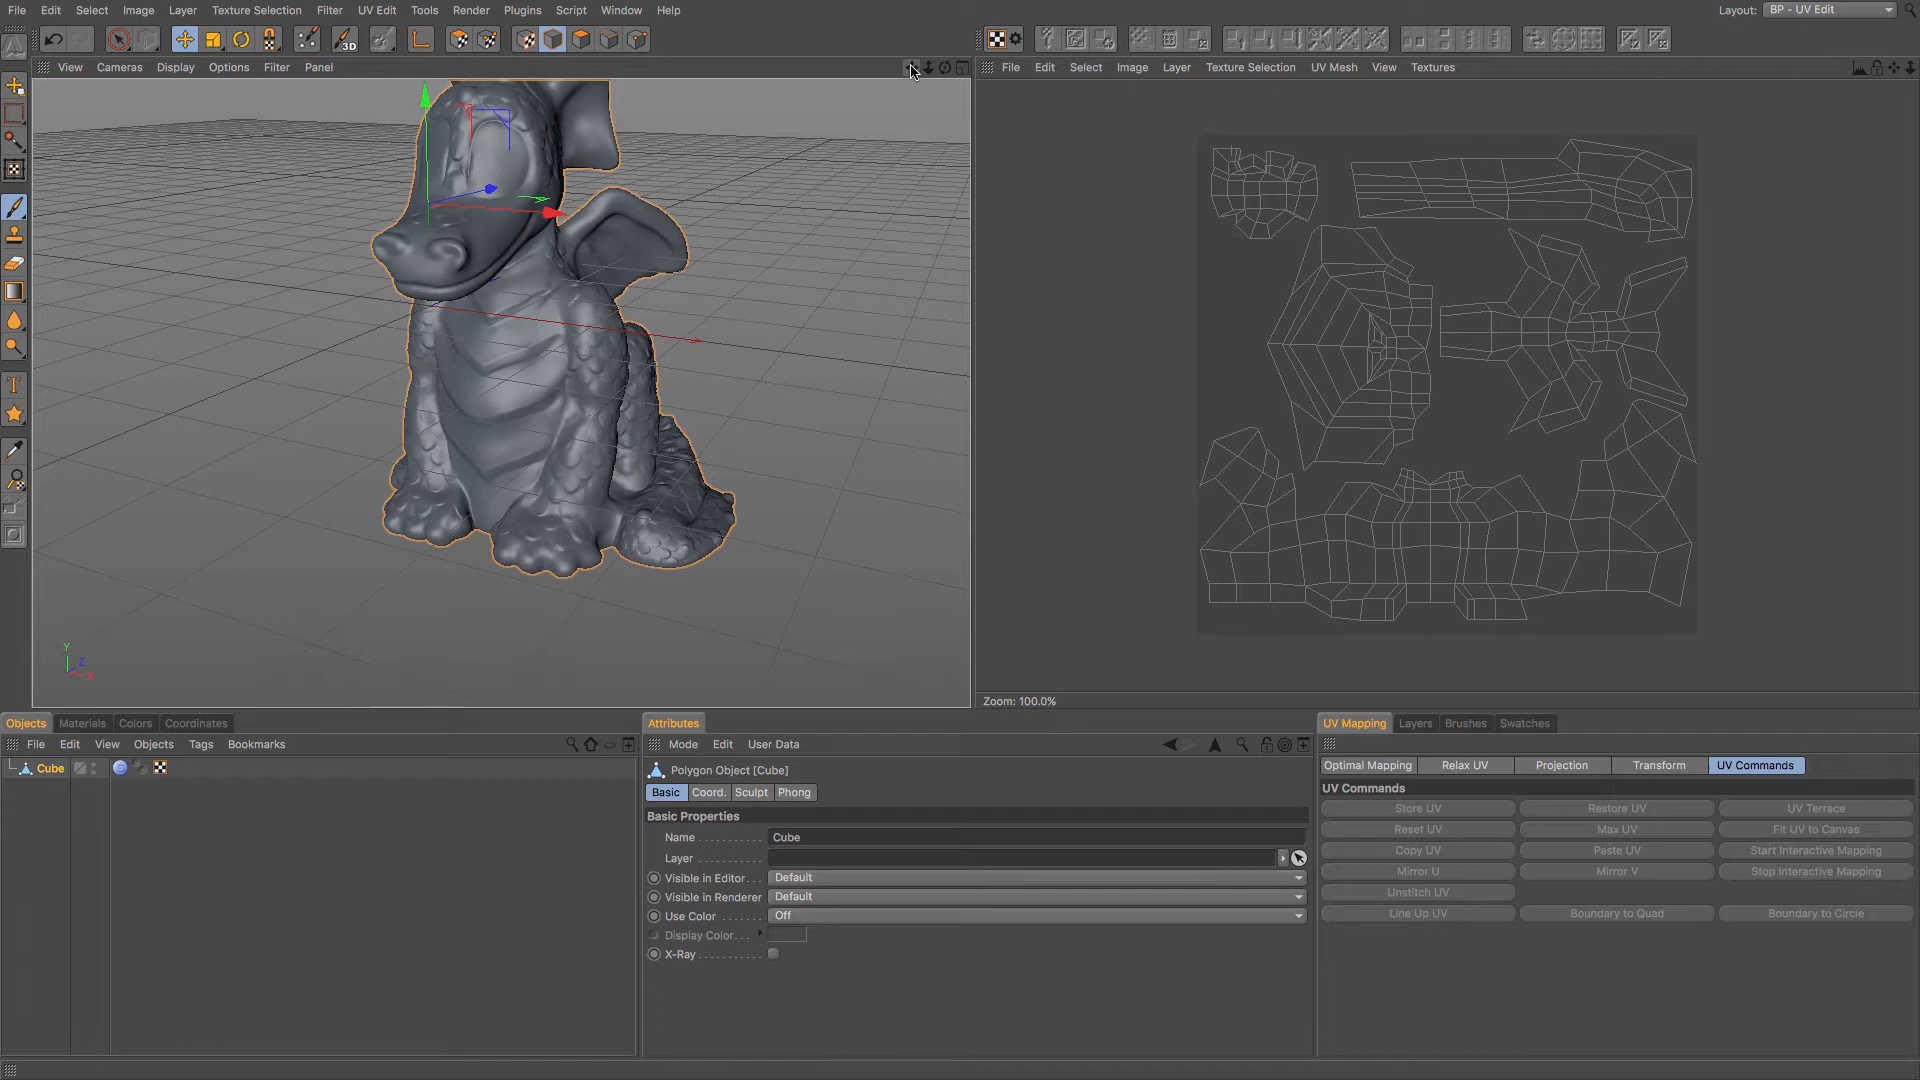 File Edit Select Image Layer Texture Selection Filter UV Edit Tools Render Plugins Script Window Help
Layout: BP - UV Edit
3D
View Cameras Display Options Filter Panel
File Edit Select Image Layer Texture Selection UV Mesh View Textures
T
Y
Z
X
Zoom: 100.0%
Objects Materials Colors Coordinates
File Edit View Objects Tags Bookmarks
Cube
Attributes
Mode Edit User Data
Polygon Object [Cube]
Basic Coord. Sculpt Phong
Basic Properties
Name . . . . . . . . . . . Cube
Layer . . . . . . . . . . .
Visible in Editor. . . Default
Visible in Renderer Default
Use Color . . . . . . . Off
Display Color. . .
X-Ray . . . . . . . . . . .
UV Mapping Layers Brushes Swatches
Optimal Mapping Relax UV Projection Transform UV Commands
UV Commands
Store UV Restore UV UV Terrace
Reset UV Max UV Fit UV to Canvas
Copy UV Paste UV Start Interactive Mapping
Mirror U Mirror V Stop Interactive Mapping
Unstitch UV
Line Up UV Boundary to Quad Boundary to Circle